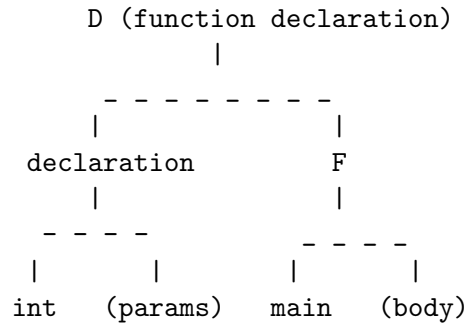 D (function declaration)
|
- - - - - - - -
| |
declaration F
| |
- - - - - - - -
| | | |
int (params) main (body)